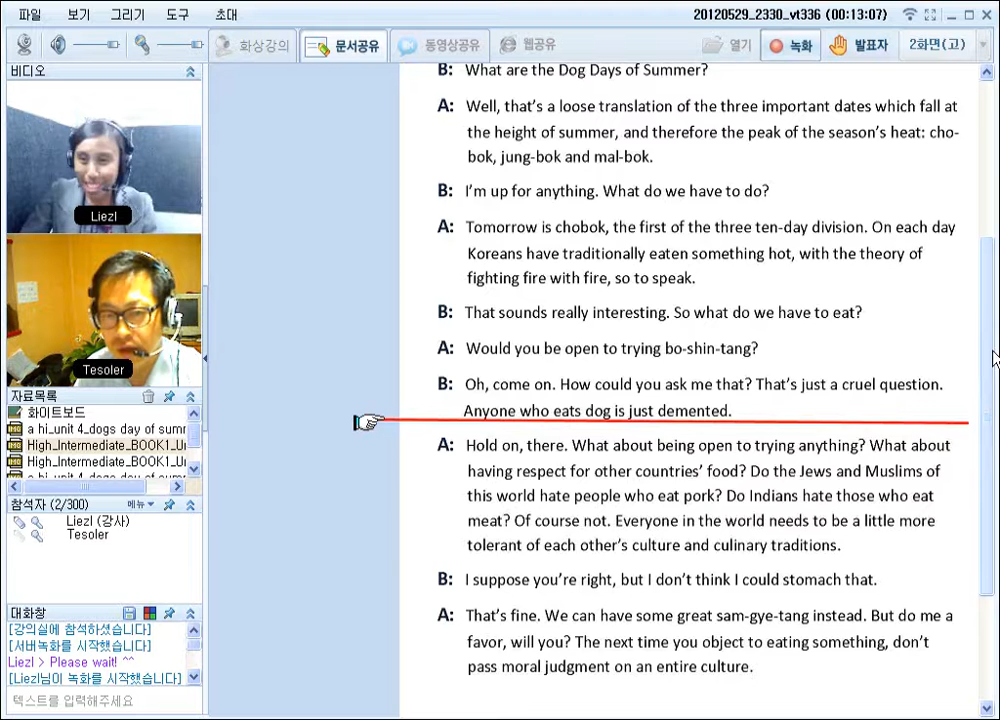 파일 보기 그리기 도구 초대 20120529_2330_vt336 (00:13:07)
화상강의 문서공유 동영상공유 웹공유 열기 녹화 발표자 2화면(고)
비디오
Liezl
Tesoler
자료목록
화이트보드
a hi_unit 4_dogs day of summ
High_Intermediate_BOOK1_U
High_Intermediate_BOOK1_U
a hi_unit 4_dogs day of summ
참석자 (2/300) 메뉴
Liezl (강사)
Tesoler
대화창
[강의실에 참석하셨습니다]
[서버녹화를 시작했습니다]
Liezl > Please wait! ^^
[Liezl님이 녹화를 시작했습니다]
텍스트를 입력해주세요
B: What are the Dog Days of Summer?
A: Well, that's a loose translation of the three important dates which fall at
the height of summer, and therefore the peak of the season's heat: cho-
bok, jung-bok and mal-bok.
B: I'm up for anything. What do we have to do?
A: Tomorrow is chobok, the first of the three ten-day division. On each day
Koreans have traditionally eaten something hot, with the theory of
fighting fire with fire, so to speak.
B: That sounds really interesting. So what do we have to eat?
A: Would you be open to trying bo-shin-tang?
B: Oh, come on. How could you ask me that? That's just a cruel question.
Anyone who eats dog is just demented.
A: Hold on, there. What about being open to trying anything? What about
having respect for other countries' food? Do the Jews and Muslims of
this world hate people who eat pork? Do Indians hate those who eat
meat? Of course not. Everyone in the world needs to be a little more
tolerant of each other's culture and culinary traditions.
B: I suppose you're right, but I don't think I could stomach that.
A: That's fine. We can have some great sam-gye-tang instead. But do me a
favor, will you? The next time you object to eating something, don't
pass moral judgment on an entire culture.